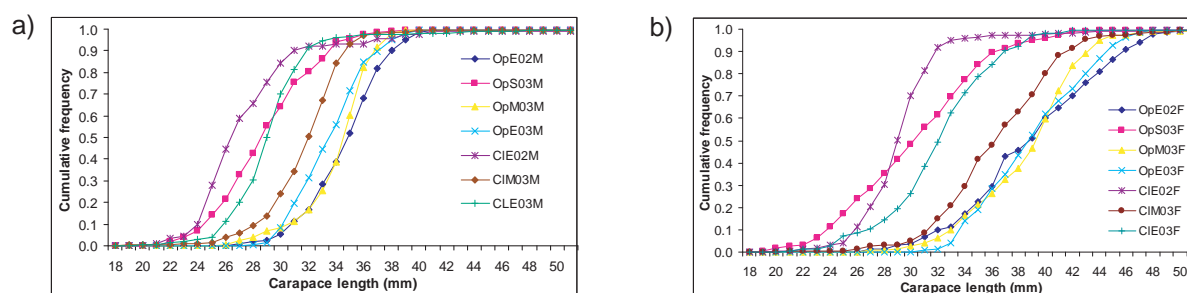 a)
Cumulative frequency
1.0
0.9
0.8
0.7
0.6
0.5
0.4
0.3
0.2
0.1
0.0
18 20 22 24 26 28 30 32 34 36 38 40 42 44 46 48 50
Carapace length (mm)
OpE02M
OpS03M
OpM03M
OpE03M
ClE02M
ClM03M
CLE03M
b)
Cumulative frequency
1.0
0.9
0.8
0.7
0.6
0.5
0.4
0.3
0.2
0.1
0.0
18 20 22 24 26 28 30 32 34 36 38 40 42 44 46 48 50
Carapace length (mm)
OpE02F
OpS03F
OpM03F
OpE03F
ClE02F
ClM03F
ClE03F